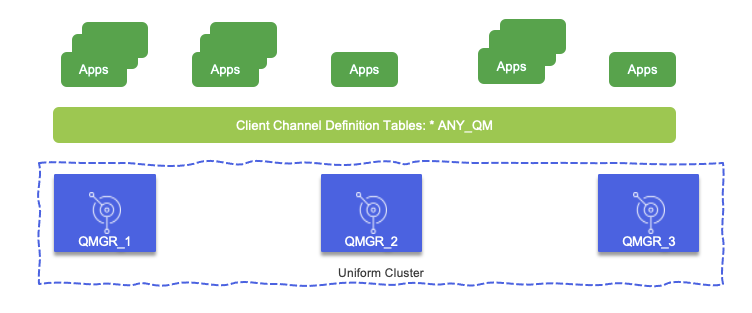 Apps
Apps
Apps
Apps
Apps
Client Channel Definition Tables: * ANY_QM
QMGR_1
QMGR_2
QMGR_3
Uniform Cluster